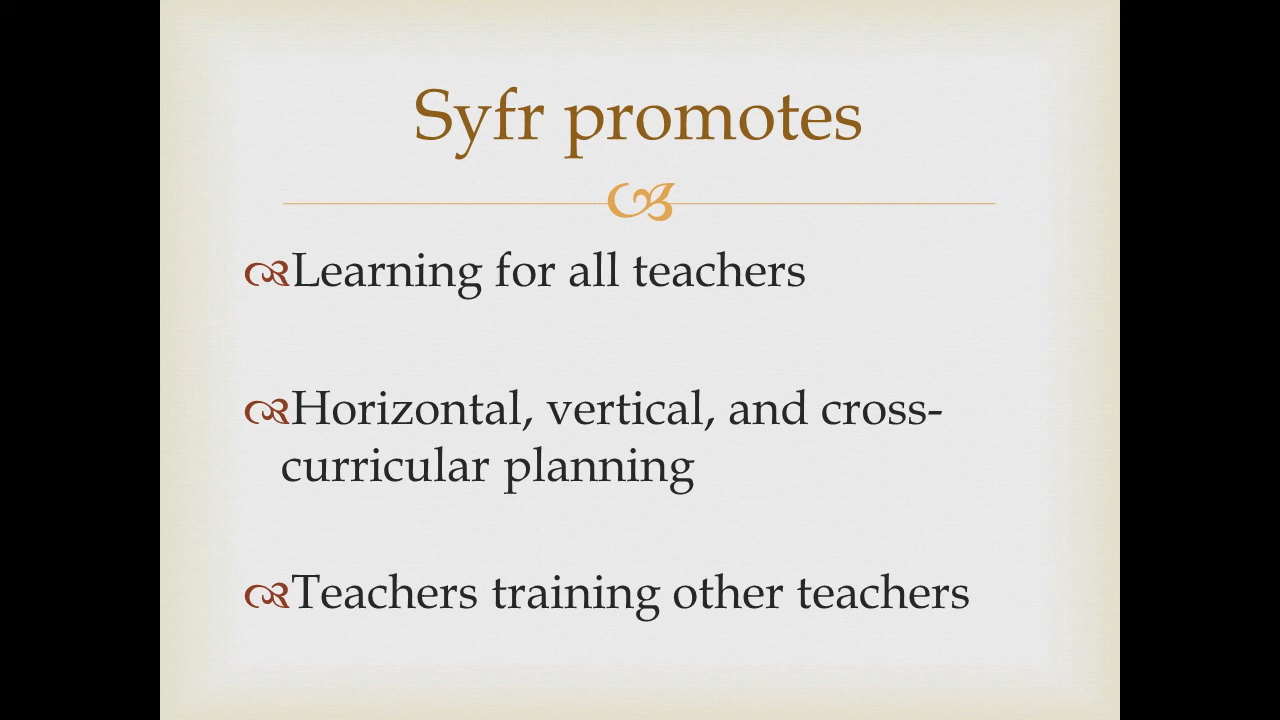 Syfr promotes
Learning for all teachers
Horizontal, vertical, and cross-
curricular planning
Teachers training other teachers